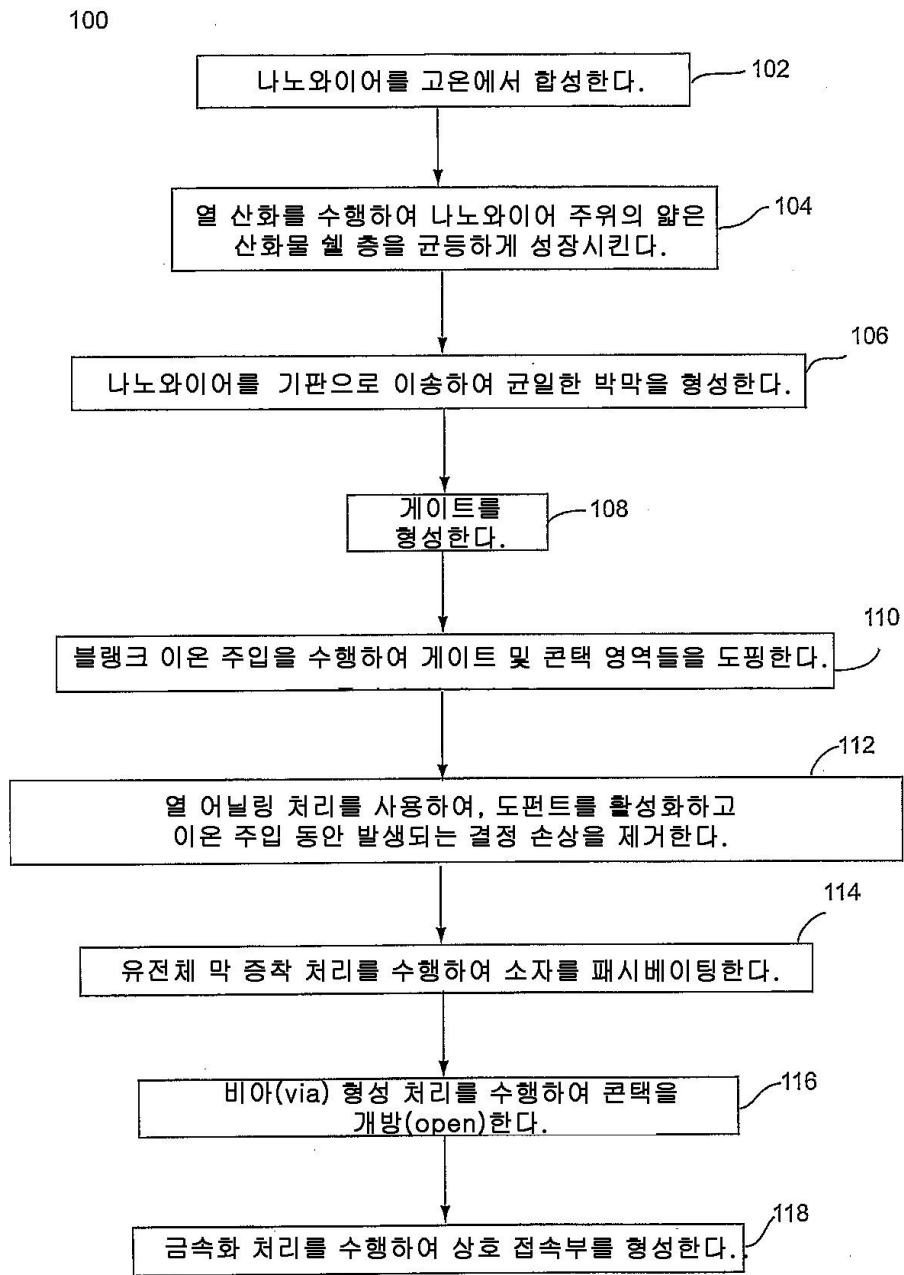 100
나노와이어를 고온에서 합성한다.
102
열 산화를 수행하여 나노와이어 주위의 얇은
산화물 쉘 층을 균등하게 성장시킨다.
104
나노와이어를 기판으로 이송하여 균일한 박막을 형성한다.
106
게이트를
형성한다.
108
블랭크 이온 주입을 수행하여 게이트 및 콘택 영역들을 도핑한다.
110
열 어닐링 처리를 사용하여, 도펀트를 활성화하고
이온 주입 동안 발생되는 결정 손상을 제거한다.
112
유전체 막 증착 처리를 수행하여 소자를 패시베이팅한다.
114
비아(via) 형성 처리를 수행하여 콘택을
개방(open)한다.
116
금속화 처리를 수행하여 상호 접속부를 형성한다.
118